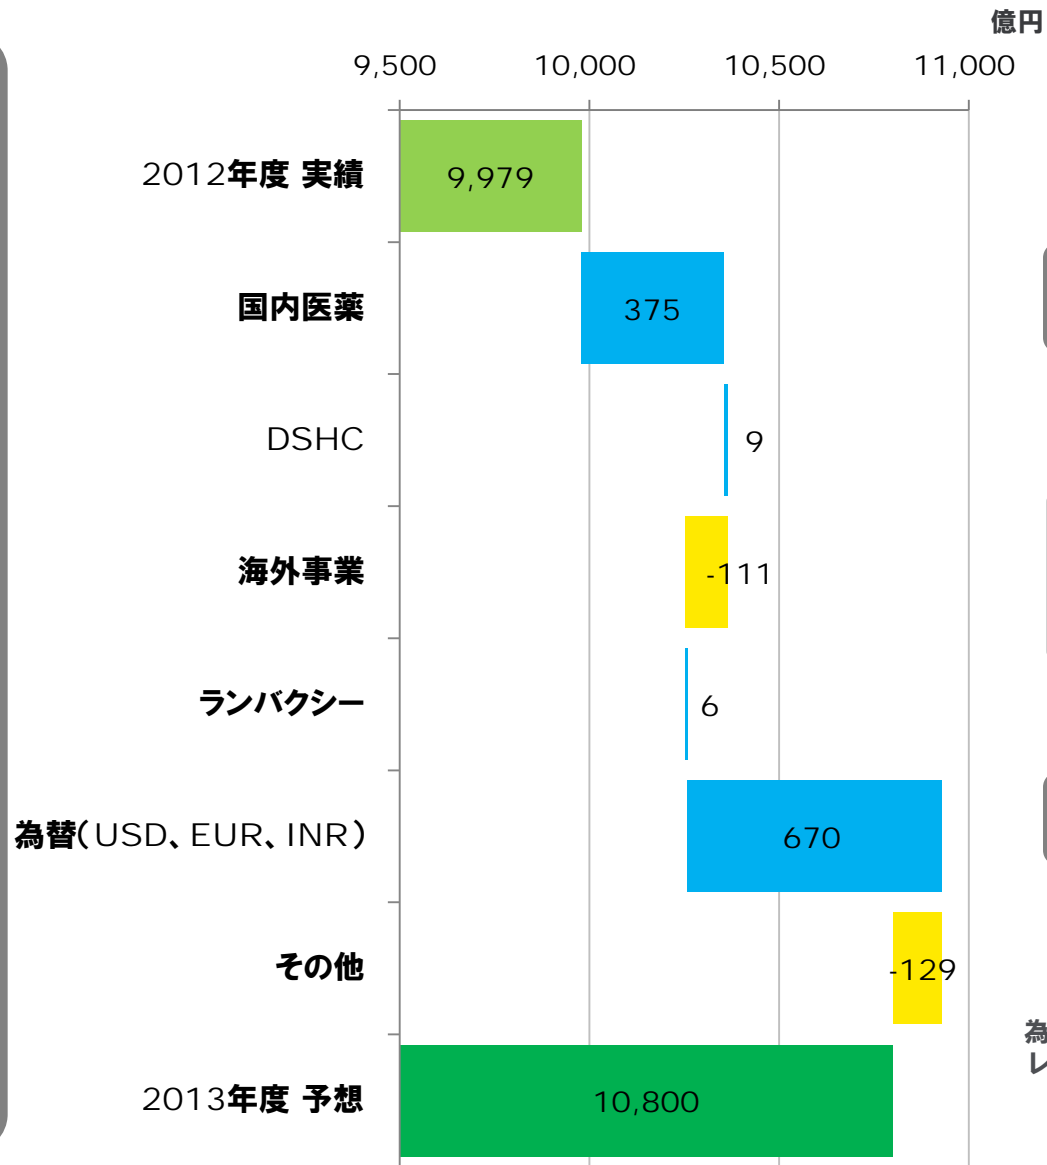 億円
9,500 10,000 10,500 11,000
2012年度 実績 9,979
国内医薬 375
DSHC 9
海外事業 -111
ランバクシー 6
為替(USD、EUR、INR) 670
その他 -129
為
レ
2013年度 予想 10,800